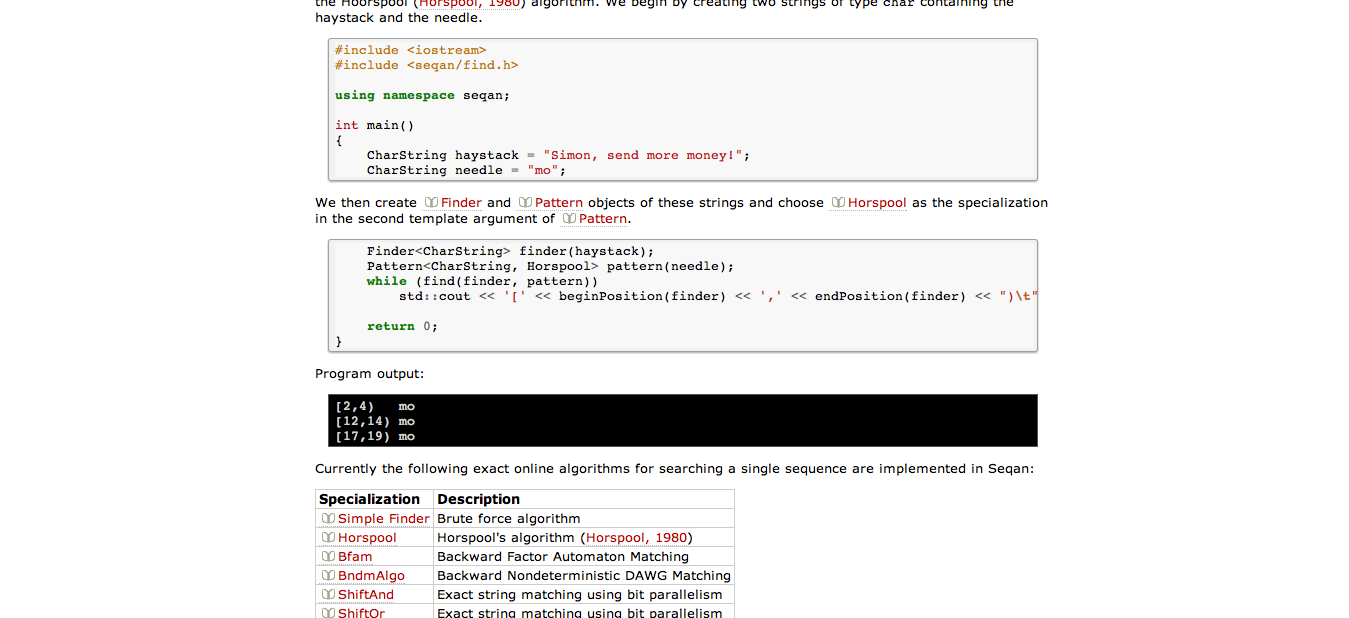 the Hoorspool (Horspool, 1980) algorithm. We begin by creating two strings of type char containing the
haystack and the needle.
#include <iostream>
#include <seqan/find.h>
using namespace seqan;
int main()
{
    CharString haystack = "Simon, send more money!";
    CharString needle = "mo";
We then create Finder and Pattern objects of these strings and choose Horspool as the specialization
in the second template argument of Pattern.
    Finder<CharString> finder(haystack);
    Pattern<CharString, Horspool> pattern(needle);
    while (find(finder, pattern))
        std::cout << '[' << beginPosition(finder) << ',' << endPosition(finder) << ")\t"
    return 0;
}
Program output:
[2,4)   mo
[12,14) mo
[17,19) mo
Currently the following exact online algorithms for searching a single sequence are implemented in Seqan:
Specialization Description
Simple Finder Brute force algorithm
Horspool Horspool's algorithm (Horspool, 1980)
Bfam Backward Factor Automaton Matching
BndmAlgo Backward Nondeterministic DAWG Matching
ShiftAnd Exact string matching using bit parallelism
ShiftOr Exact string matching using bit parallelism